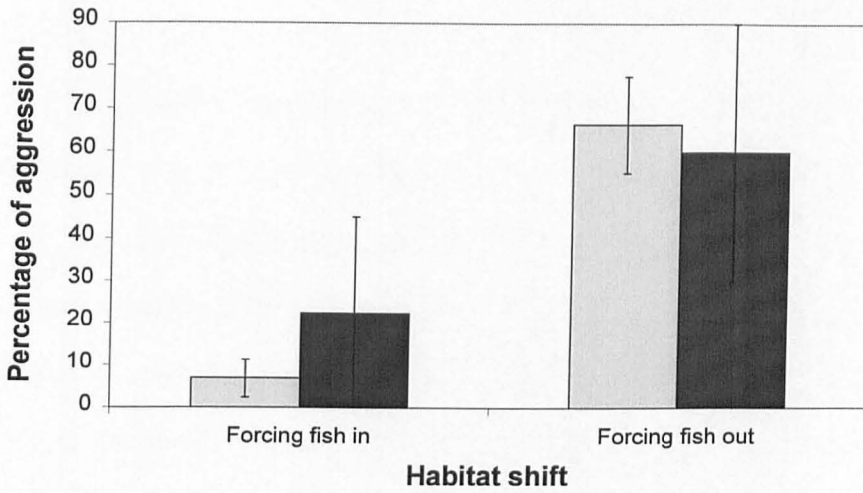 Percentage of aggression
90
80
70
60
50
40
30
20
10
0
Forcing fish in
Forcing fish out
Habitat shift